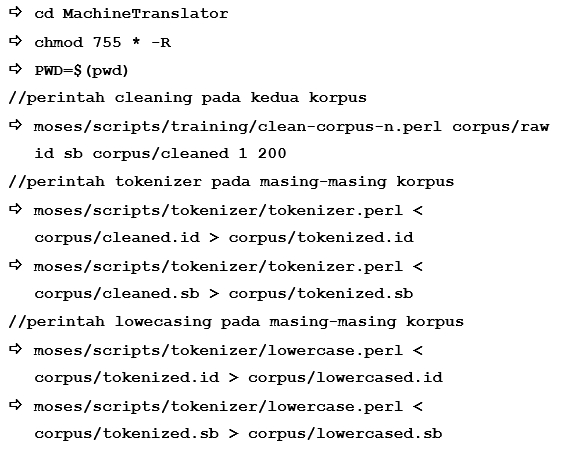 ⇨ cd MachineTranslator
⇨ chmod 755 * -R
⇨ PWD=$(pwd)
//perintah cleaning pada kedua korpus
⇨ moses/scripts/training/clean-corpus-n.perl corpus/raw
id sb corpus/cleaned 1 200
//perintah tokenizer pada masing-masing korpus
⇨ moses/scripts/tokenizer/tokenizer.perl <
corpus/cleaned.id > corpus/tokenized.id
⇨ moses/scripts/tokenizer/tokenizer.perl <
corpus/cleaned.sb > corpus/tokenized.sb
//perintah lowecasing pada masing-masing korpus
⇨ moses/scripts/tokenizer/lowercase.perl <
corpus/tokenized.id > corpus/lowercased.id
⇨ moses/scripts/tokenizer/lowercase.perl <
corpus/tokenized.sb > corpus/lowercased.sb